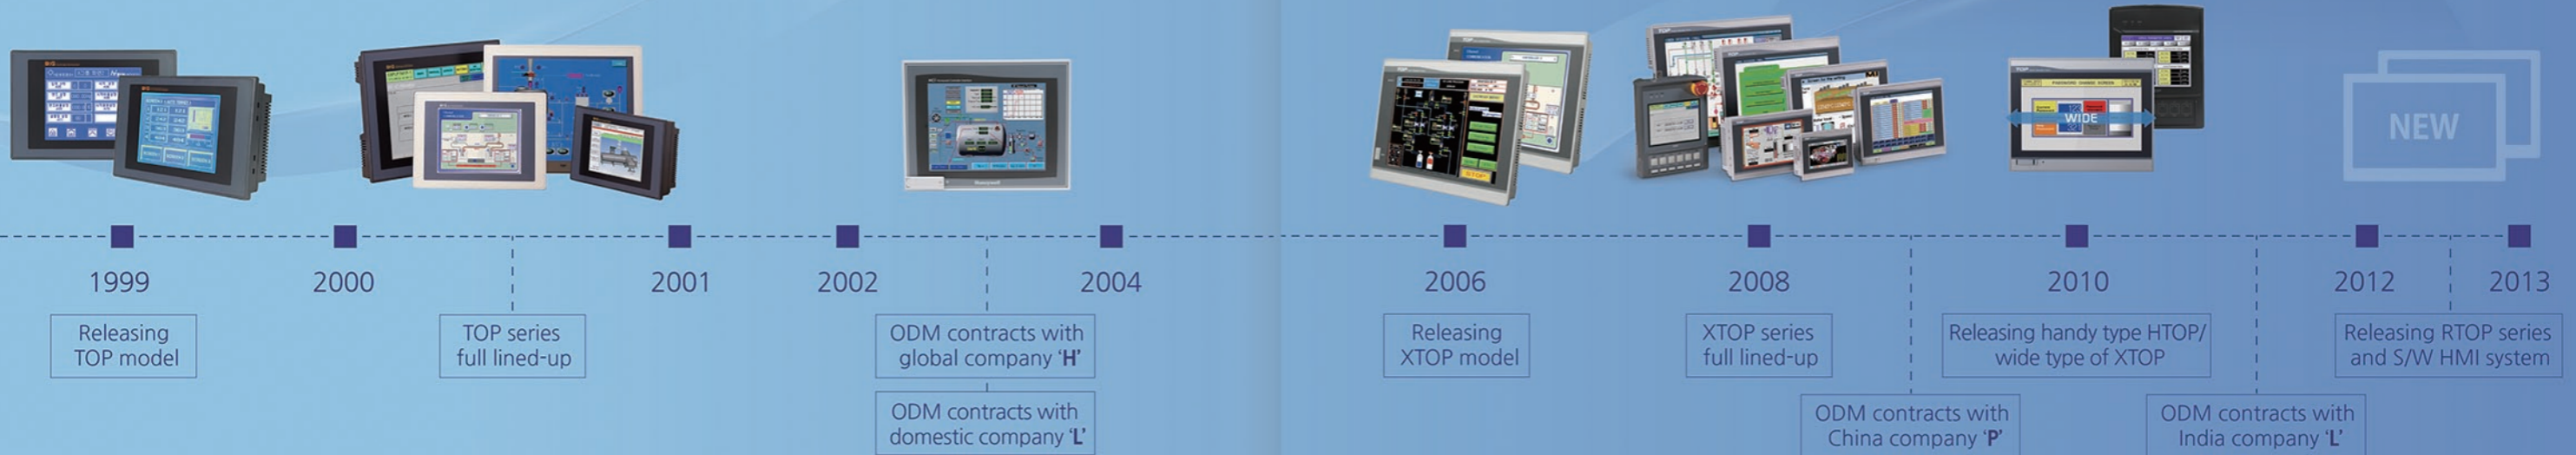 WIDE
NEW
1999
2000
2001
2002
2004
2006
2008
2010
2012
2013
Releasing
TOP model
TOP series
full lined-up
ODM contracts with
global company ‘H’
ODM contracts with
domestic company ‘L’
Releasing
XTOP model
XTOP series
full lined-up
ODM contracts with
China company ‘P’
Releasing handy type HTOP/
wide type of XTOP
ODM contracts with
India company ‘L’
Releasing RTOP series
and S/W HMI system